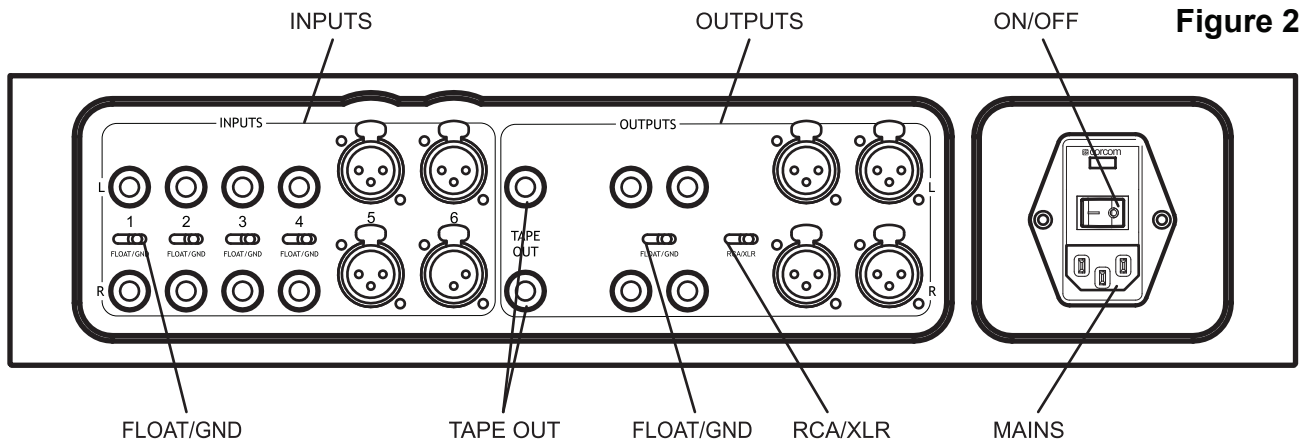 INPUTS OUTPUTS ON/OFF Figure 2
INPUTS OUTPUTS
corcom
L L
1 2 3 4 5 6
TAPE
OUT
FLOAT/GND FLOAT/GND FLOAT/GND FLOAT/GND FLOAT/GND RCA/XLR
R R
FLOAT/GND TAPE OUT FLOAT/GND RCA/XLR MAINS